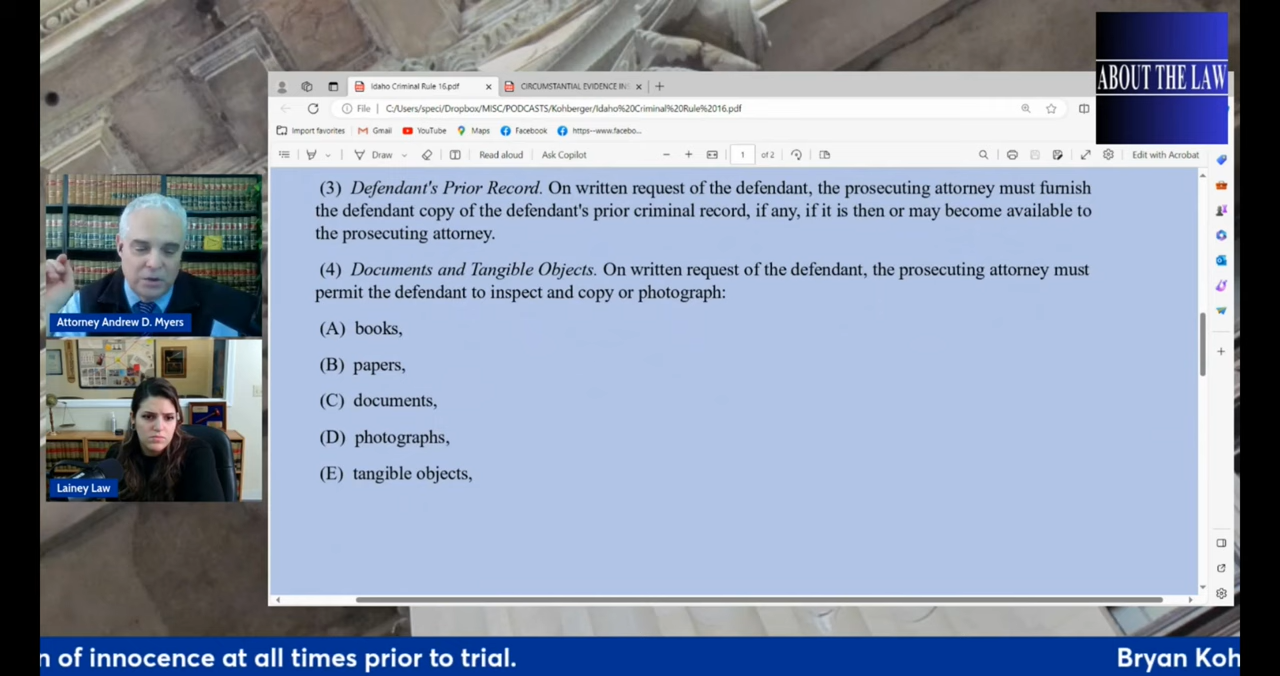 ABOUT THE LAW
Idaho Criminal Rule 16.pdf
CIRCUMSTANTIAL EVIDENCE IN
File
C:/Users/speci/Dropbox/MISC/PODCASTS/Kohberger/Idaho%20Criminal%20Rule%2016.pdf
Import favorites Gmail YouTube Maps Facebook https--www.facebo...
Draw Read aloud Ask Copilot 1 of 2 Edit with Acrobat
(3) Defendant's Prior Record. On written request of the defendant, the prosecuting attorney must furnish
the defendant copy of the defendant's prior criminal record, if any, if it is then or may become available to
the prosecuting attorney.
(4) Documents and Tangible Objects. On written request of the defendant, the prosecuting attorney must
permit the defendant to inspect and copy or photograph:
(A) books,
(B) papers,
(C) documents,
(D) photographs,
(E) tangible objects,
Attorney Andrew D. Myers
Lainey Law
n of innocence at all times prior to trial.
Bryan Koh